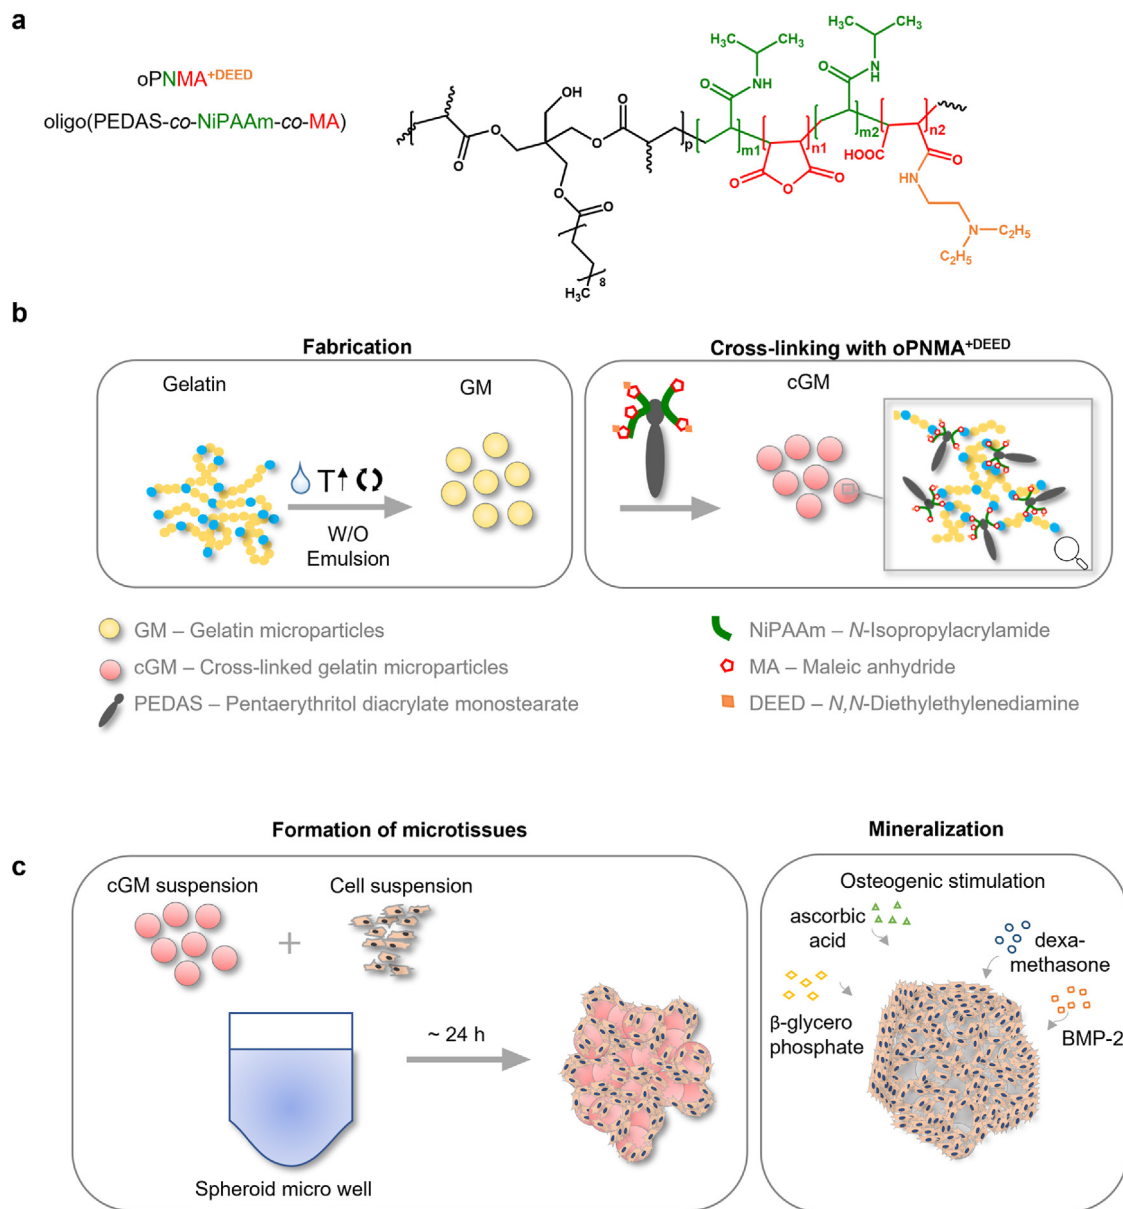 a
oPNMA+DEED
oligo(PEDAS-co-NiPAAm-co-MA)
H3C CH3
H3C CH3
O NH
O N H
OH
O
O
O
O
p
m1
n1
m2
n2
O
O
O O O
HOOC
O
HN
N C2H5
C2H5
8
H3C
b
Fabrication
Cross-linking with oPNMA+DEED
Gelatin
GM
cGM
T
W/O
Emulsion
GM – Gelatin microparticles
NiPAAm – N-Isopropylacrylamide
cGM – Cross-linked gelatin microparticles
MA – Maleic anhydride
PEDAS – Pentaerythritol diacrylate monostearate
DEED – N,N-Diethylethylenediamine
Formation of microtissues
Mineralization
c
cGM suspension
+
Cell suspension
~ 24 h
Spheroid micro well
Osteogenic stimulation
ascorbic
acid
dexa-
methasone
β-glycero
phosphate
BMP-2